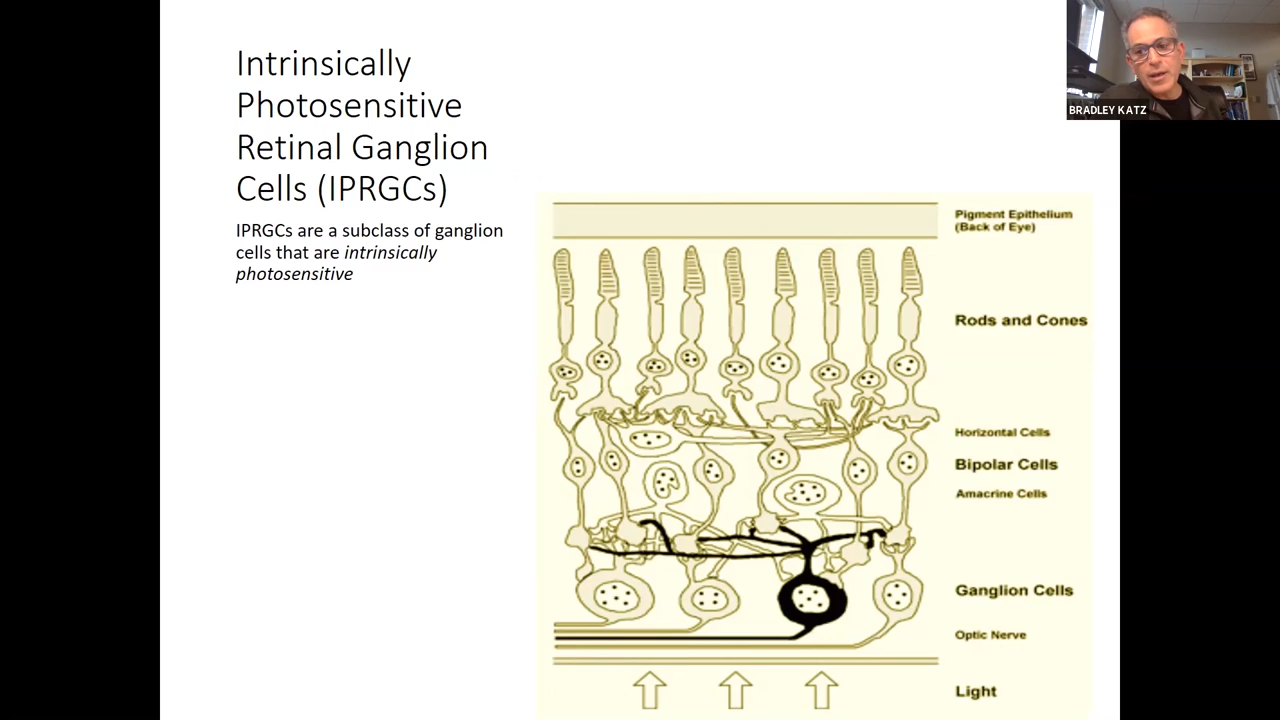 Intrinsically
Photosensitive
Retinal Ganglion
Cells (IPRGCs)
IPRGCs are a subclass of ganglion
cells that are intrinsically
photosensitive
BRADLEY KATZ
Pigment Epithelium
(Back of Eye)
Rods and Cones
Horizontal Cells
Bipolar Cells
Amacrine Cells
Ganglion Cells
Optic Nerve
Light